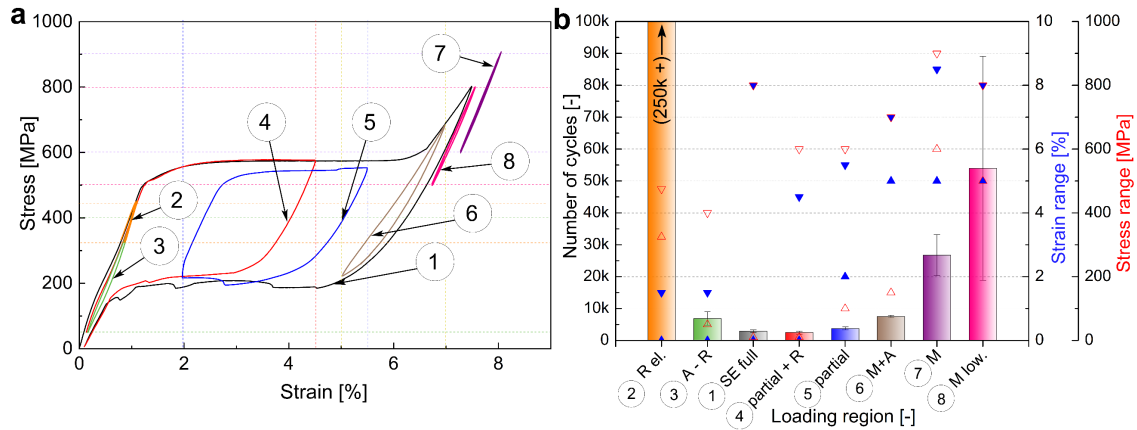 a
Stress [MPa]
1000
800
600
400
200
0
0
2
4
6
8
Strain [%]
1
2
3
4
5
6
7
8
b
Number of cycles [-]
100k
90k
80k
70k
60k
50k
40k
30k
20k
10k
0
(250k +)
10
8
6
4
2
0
Strain range [%]
1000
800
600
400
200
0
Stress range [MPa]
2 R el.
3 A - R
1 SE full
4 partial + R
5 partial
6 M+A
7 M
8 M low.
Loading region [-]